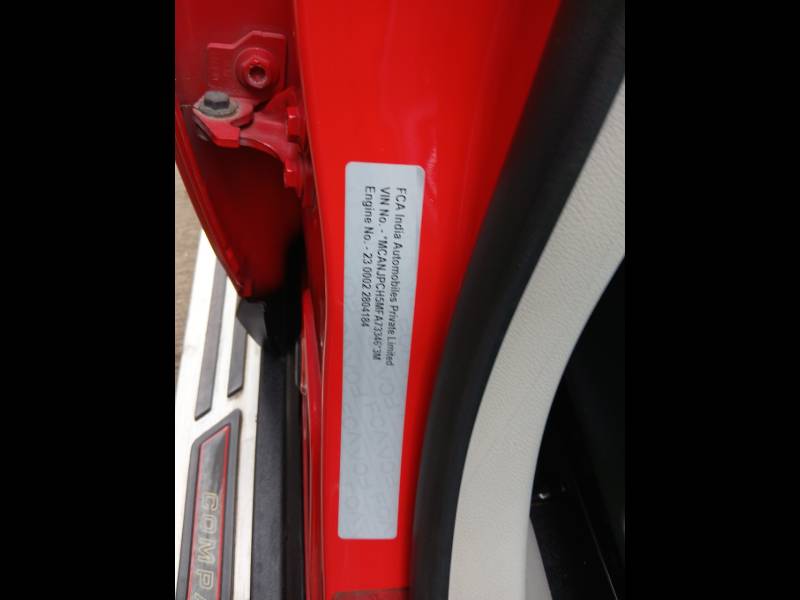 FCA India Automobiles Private Limited
VIN No. - *MCANJPCH5MFA73346*3M
Engine No. - 23 0002 2804184
COMPA